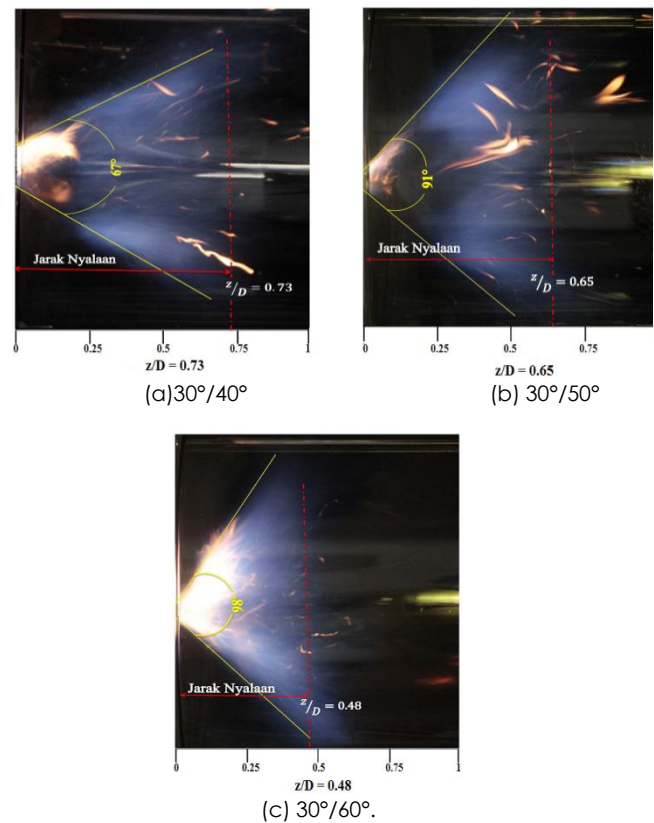 67°
Jarak Nyalaan
z/D = 0.73
0 0.25 0.5 0.75 1
z/D = 0.73
(a)30°/40°
91°
Jarak Nyalaan
z/D = 0.65
0 0.25 0.5 0.75
z/D = 0.65
(b) 30°/50°
98°
Jarak Nyalaan
z/D = 0.48
0 0.25 0.5 0.75 1
z/D = 0.48
(c) 30°/60°.